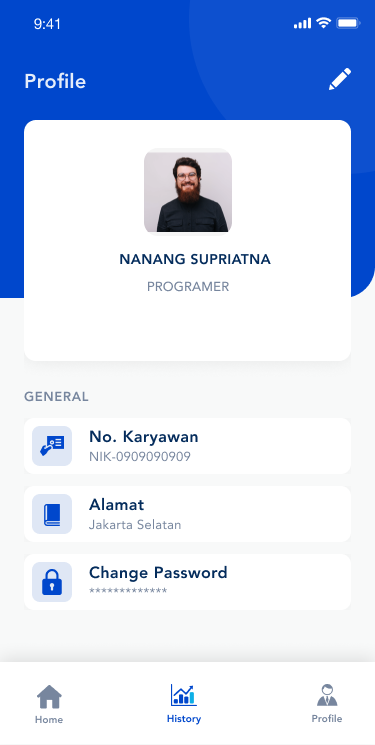 9:41
Profile
NANANG SUPRIATNA
PROGRAMER
GENERAL
No. Karyawan
NIK-0909090909
Alamat
Jakarta Selatan
Change Password
*************
Home
History
Profile